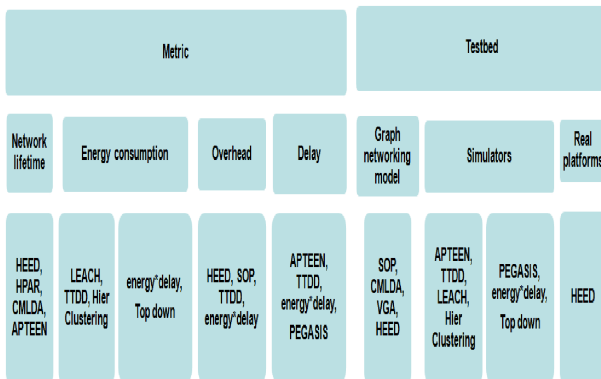 Metric
Testbed
Network
lifetime
Energy consumption
Overhead
Delay
Graph
networking
model
Simulators
Real
platforms
HEED,
HPAR,
CMLDA,
APTEEN
LEACH,
TTDD, Hier
Clustering
energy*delay,
Top down
HEED, SOP,
TTDD,
energy*delay
APTEEN,
TTDD,
energy*delay,
PEGASIS
SOP,
CMLDA,
VGA,
HEED
APTEEN,
TTDD,
LEACH,
Hier
Clustering
PEGASIS,
energy*delay,
Top down
HEED